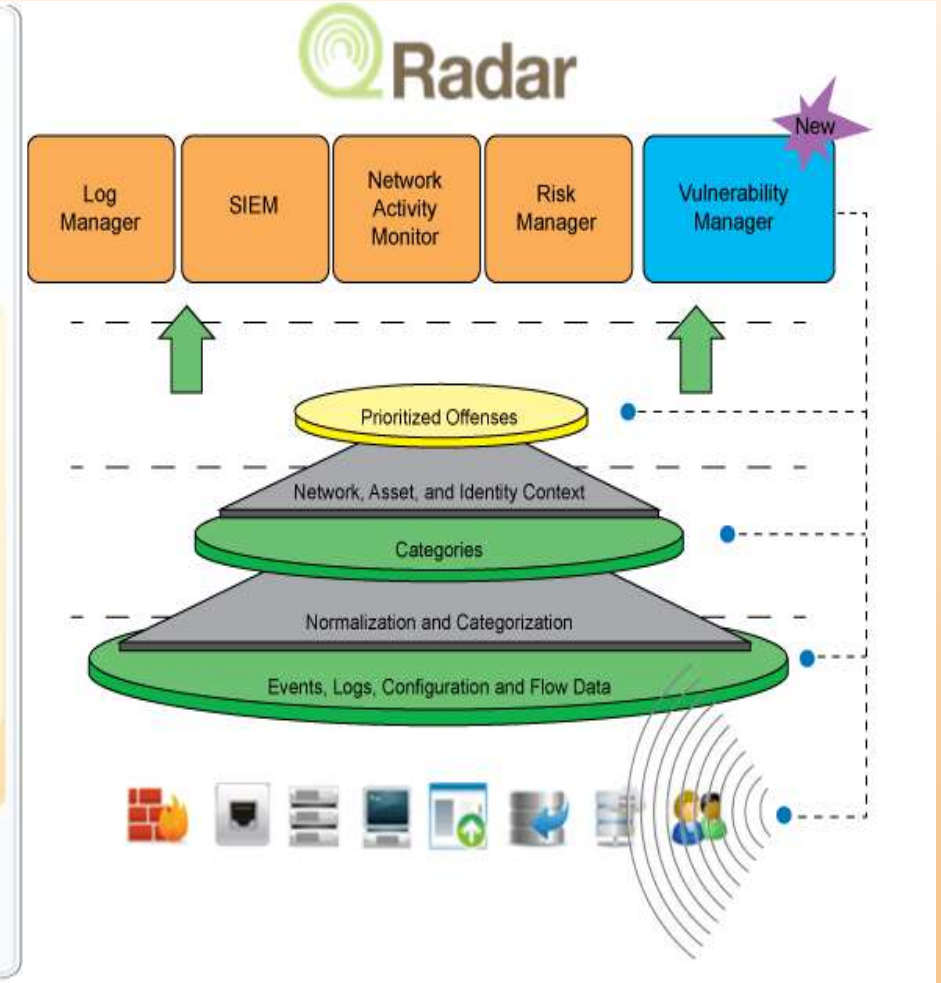 QRadar
New
Log
Manager
SIEM
Network
Activity
Monitor
Risk
Manager
Vulnerability
Manager
Prioritized Offenses
Network, Asset, and Identity Context
Categories
Normalization and Categorization
Events, Logs, Configuration and Flow Data